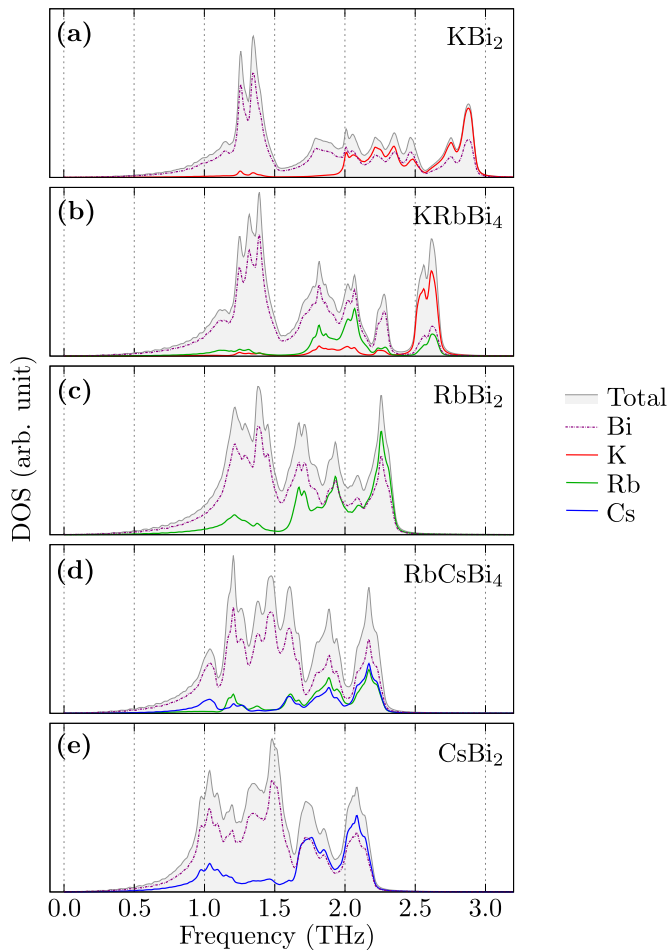 (a) KBi₂
(b) KRbBi₄
(c) RbBi₂
(d) RbCsBi₄
(e) CsBi₂
DOS (arb. unit)
Total
Bi
K
Rb
Cs
0.0 0.5 1.0 1.5 2.0 2.5 3.0
Frequency (THz)